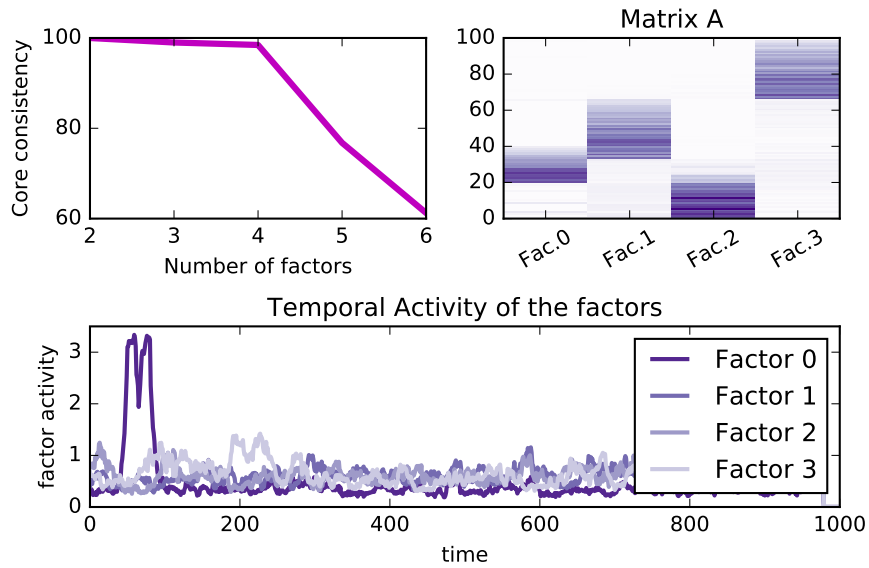 Matrix A
Core consistency
100
80
60
2 3 4 5 6
Number of factors
100
80
60
40
20
0
Fac.0 Fac.1 Fac.2 Fac.3
Temporal Activity of the factors
factor activity
3
2
1
0
0 200 400 600 800 1000
time
Factor 0
Factor 1
Factor 2
Factor 3